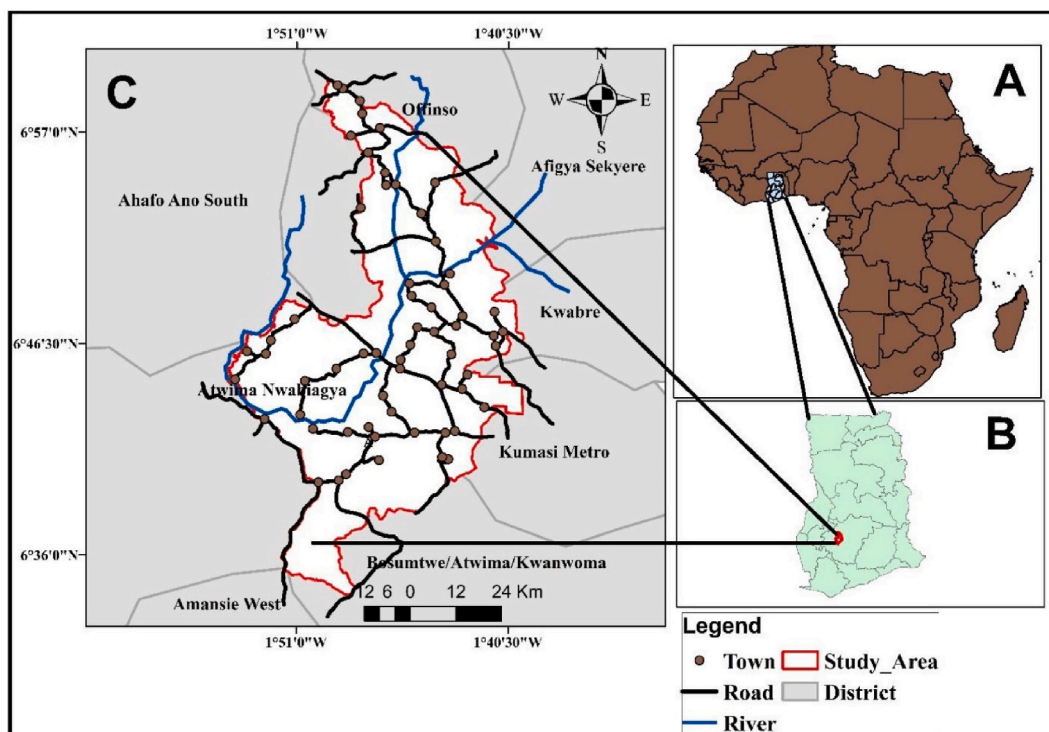 1°51'0"W
1°40'30"W
C
N
W
E
S
A
6°57'0"N
Offinso
Afigya Sekyere
Ahafo Ano South
Kwabre
6°46'30"N
Atwima Nwabiagya
B
Kumasi Metro
6°36'0"N
Bosumtwe/Atwima/Kwanwoma
12 6 0 12 24 Km
Amansie West
1°51'0"W
1°40'30"W
Legend
Town
Study_Area
Road
District
River